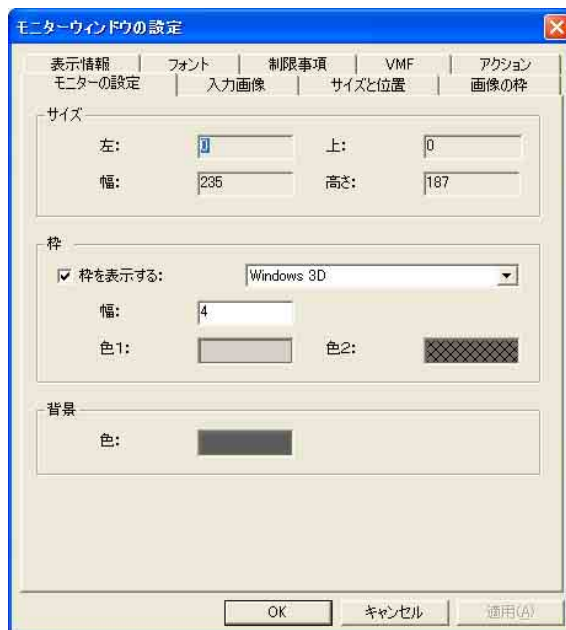 モニターウィンドウの設定
表示情報 フォント 制限事項 VMF アクション
モニターの設定 入力画像 サイズと位置 画像の枠
サイズ
左: 0 上: 0
幅: 235 高さ: 187
枠
枠を表示する: Windows 3D
幅: 4
色1: 色2:
背景
色:
OK キャンセル 適用(A)